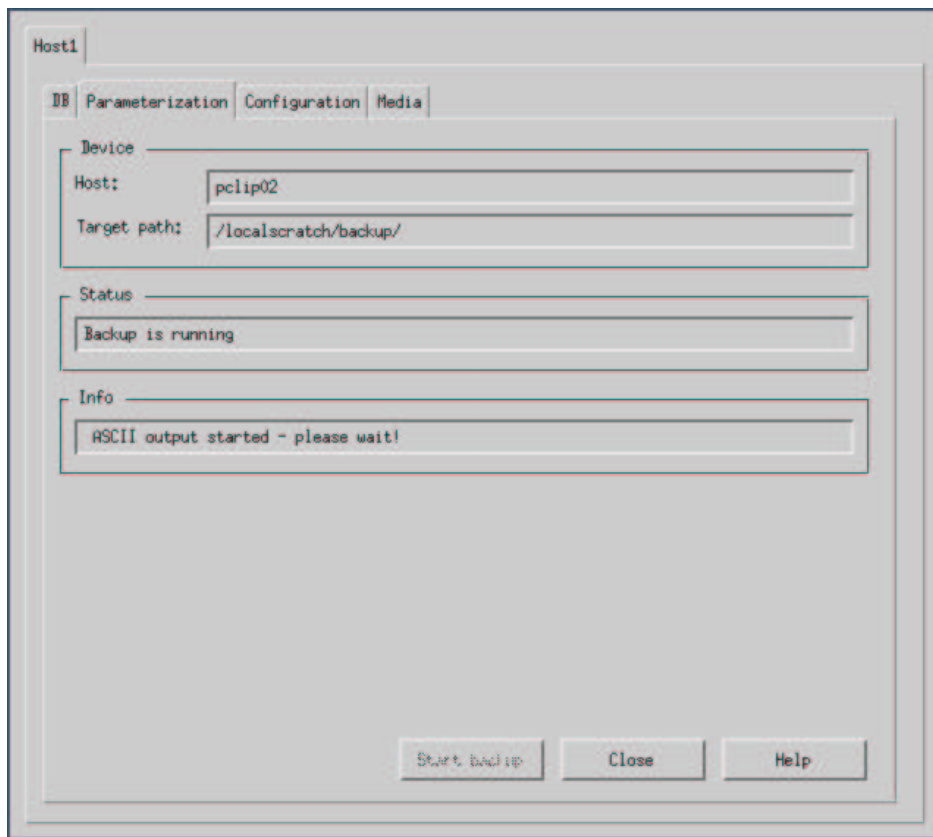 Host1
DB Parameterization Configuration Media
Device
Host: pclip02
Target path: /localscratch/backup/
Status
Backup is running
Info
ASCII output started - please wait!
Start backup Close Help